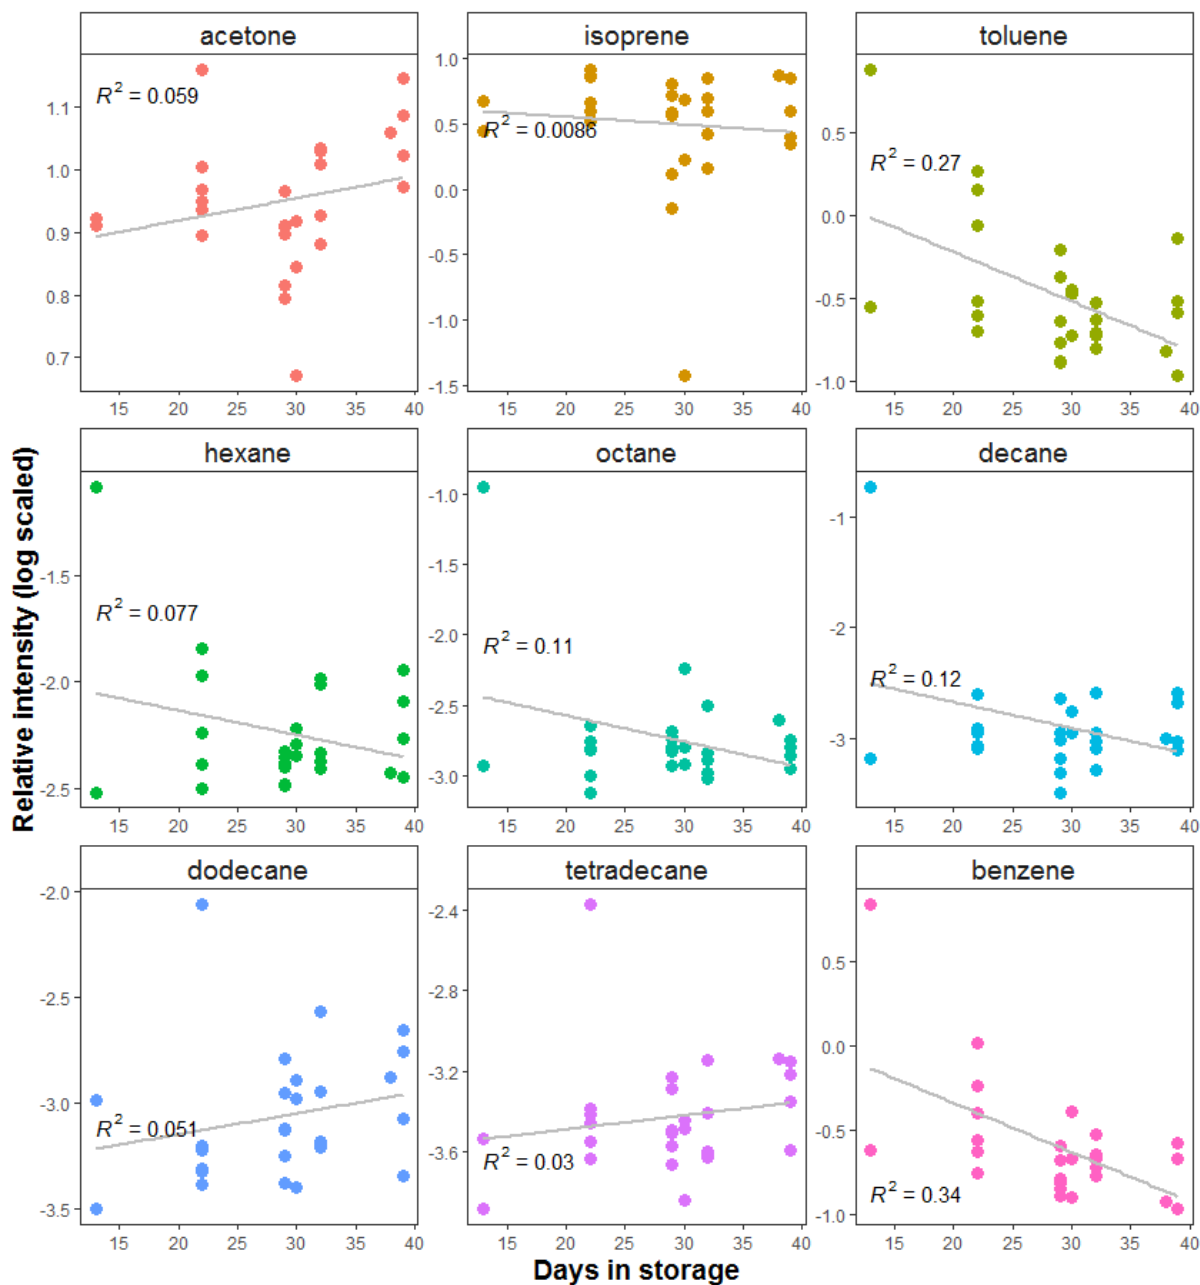 acetone
isoprene
toluene
R² = 0.059
R² = 0.0086
R² = 0.27
1.1
1.0
0.9
0.8
0.7
1.0
0.5
0.0
-0.5
-1.0
-1.5
0.5
0.0
-0.5
-1.0
15 20 25 30 35 40
15 20 25 30 35 40
15 20 25 30 35 40
Relative intensity (log scaled)
hexane
octane
decane
R² = 0.077
R² = 0.11
R² = 0.12
-1.5
-2.0
-2.5
-1.0
-1.5
-2.0
-2.5
-3.0
-1
-1
-2
-3
15 20 25 30 35 40
15 20 25 30 35 40
15 20 25 30 35 40
dodecane
tetradecane
benzene
R² = 0.051
R² = 0.03
R² = 0.34
-2.0
-2.5
-3.0
-3.5
-2.4
-2.8
-3.2
-3.6
0.5
0.0
-0.5
-1.0
15 20 25 30 35 40
15 20 25 30 35 40
15 20 25 30 35 40
Days in storage